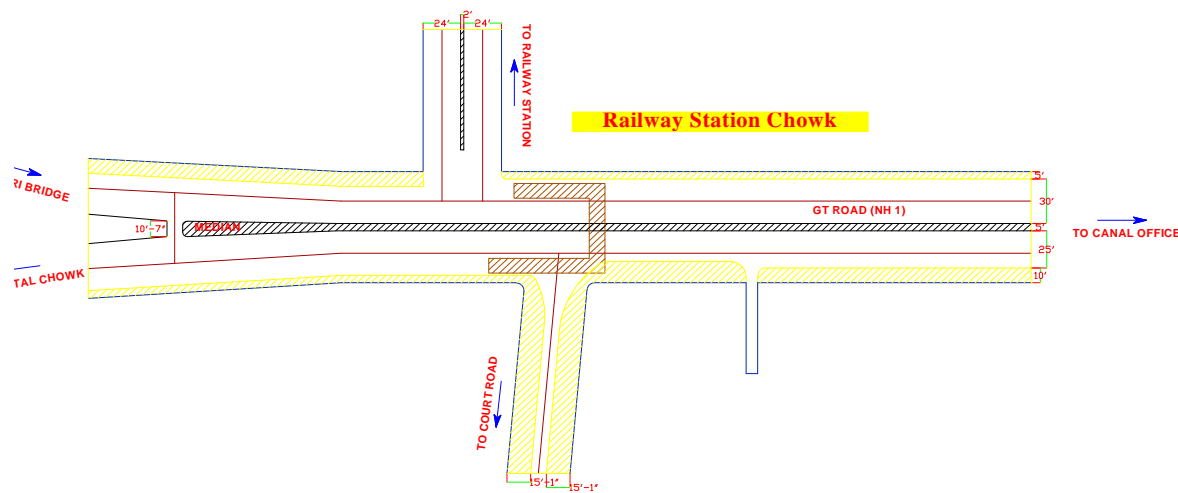 24'
2'
24'
TO RAILWAY STATION
Railway Station Chowk
RI BRIDGE
5'
30'
GT ROAD (NH 1)
10'-7"
MEDIAN
5'
TO CANAL OFFICE
25'
TAL CHOWK
10'
TO COURT ROAD
15'-1"
15'-1"